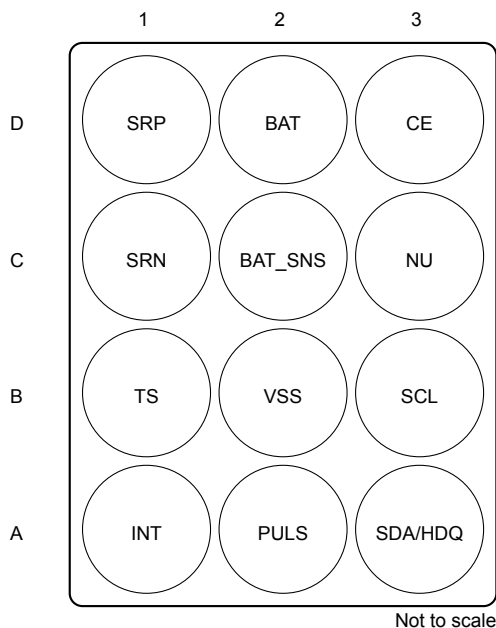 1 2 3
D SRP BAT CE
C SRN BAT_SNS NU
B TS VSS SCL
A INT PULS SDA/HDQ
Not to scale